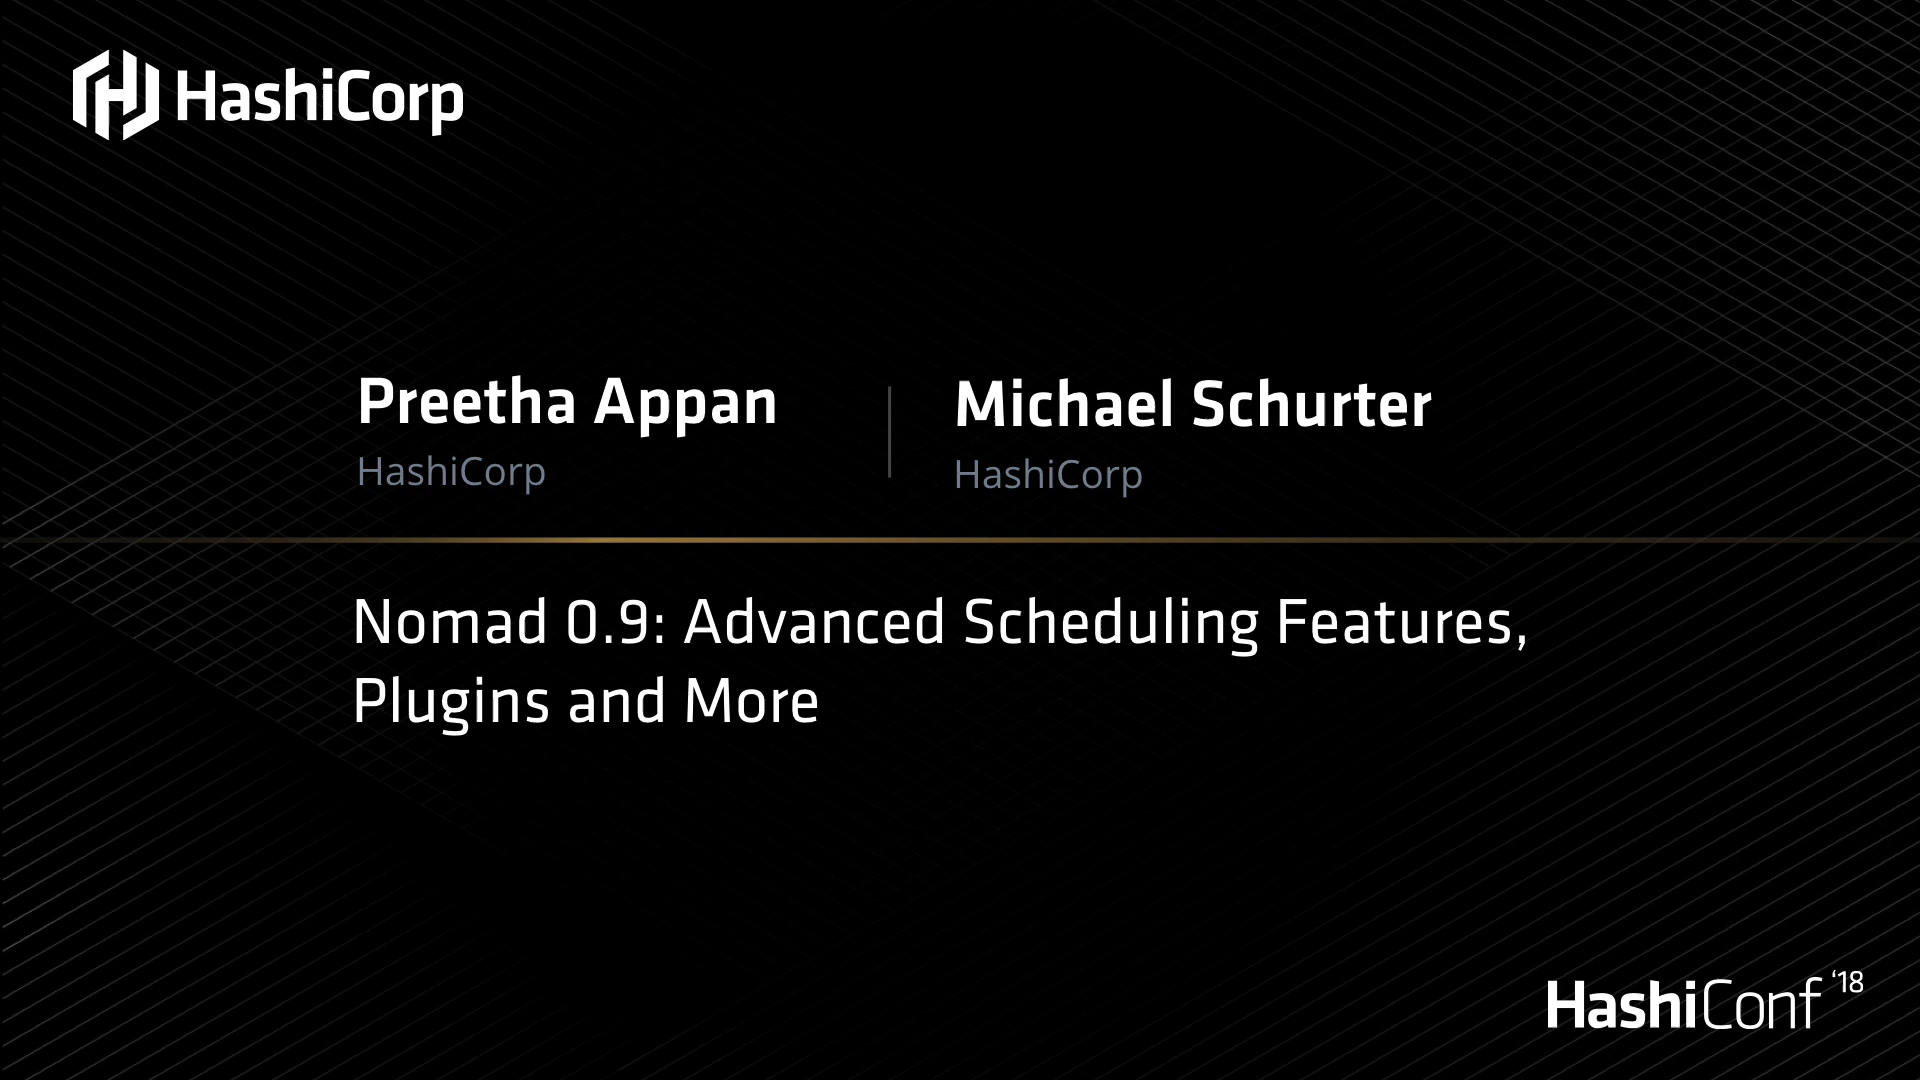 HashiCorp
Preetha Appan
HashiCorp
Michael Schurter
HashiCorp
Nomad 0.9: Advanced Scheduling Features,
Plugins and More
HashiConf '18